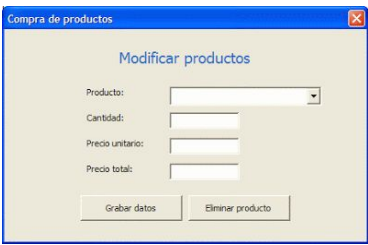 Compra de productos
Modificar productos
Producto:
Cantidad:
Precio unitario:
Precio total:
Grabar datos
Eliminar producto